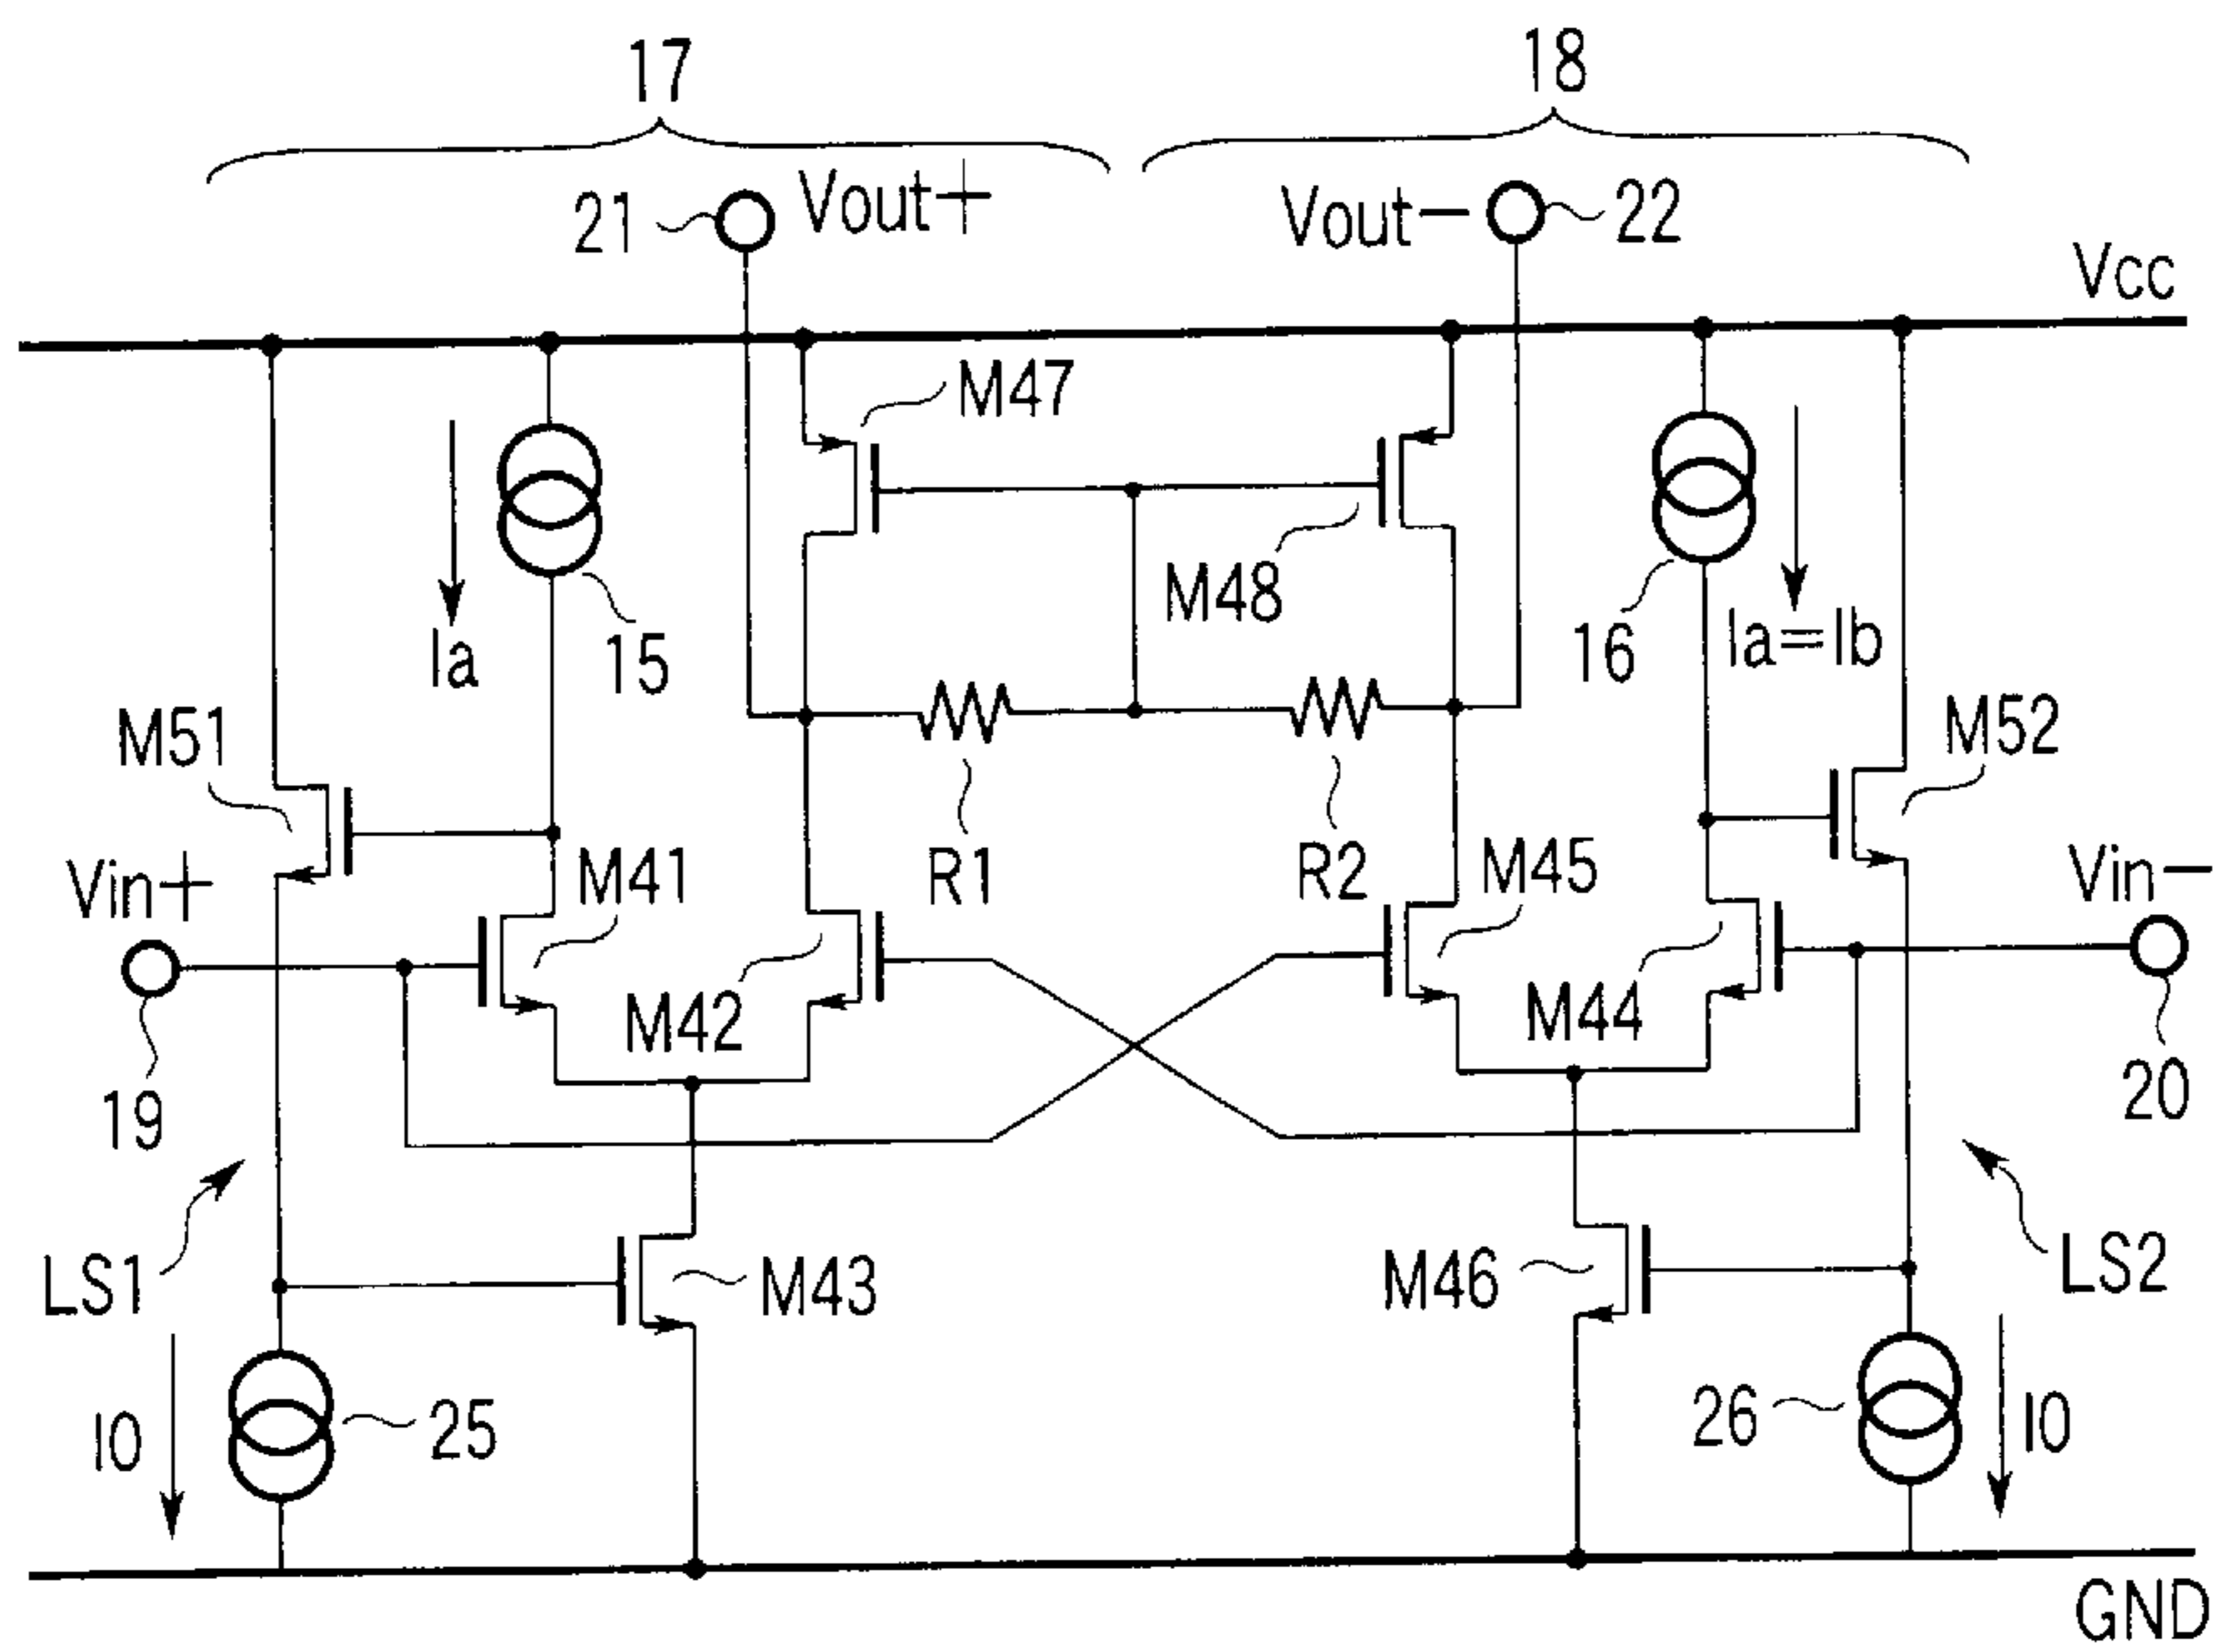 17
18
21
Vout+
Vout−
22
Vcc
M47
M48
Ia
15
16
Ia=Ib
M51
M52
Vin+
M41
R1
R2
M45
Vin−
M42
M44
19
20
LS1
M43
M46
LS2
I0
25
26
I0
GND